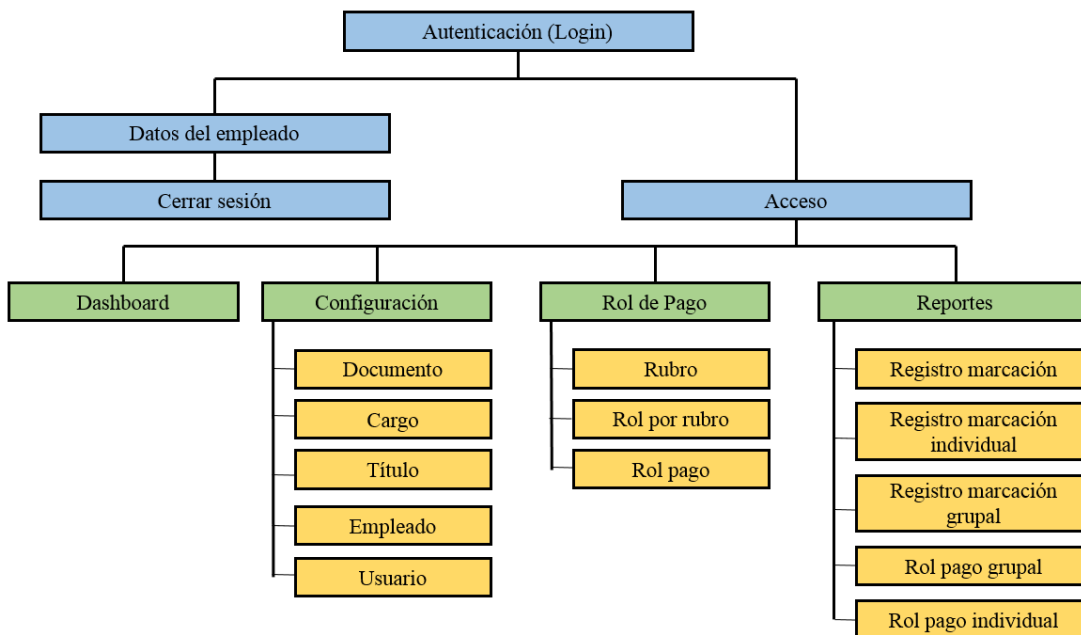 Autenticación (Login)
Datos del empleado
Cerrar sesión
Acceso
Dashboard
Configuración
Rol de Pago
Reportes
Documento
Cargo
Título
Empleado
Usuario
Rubro
Rol por rubro
Rol pago
Registro marcación
Registro marcación
individual
Registro marcación
grupal
Rol pago grupal
Rol pago individual